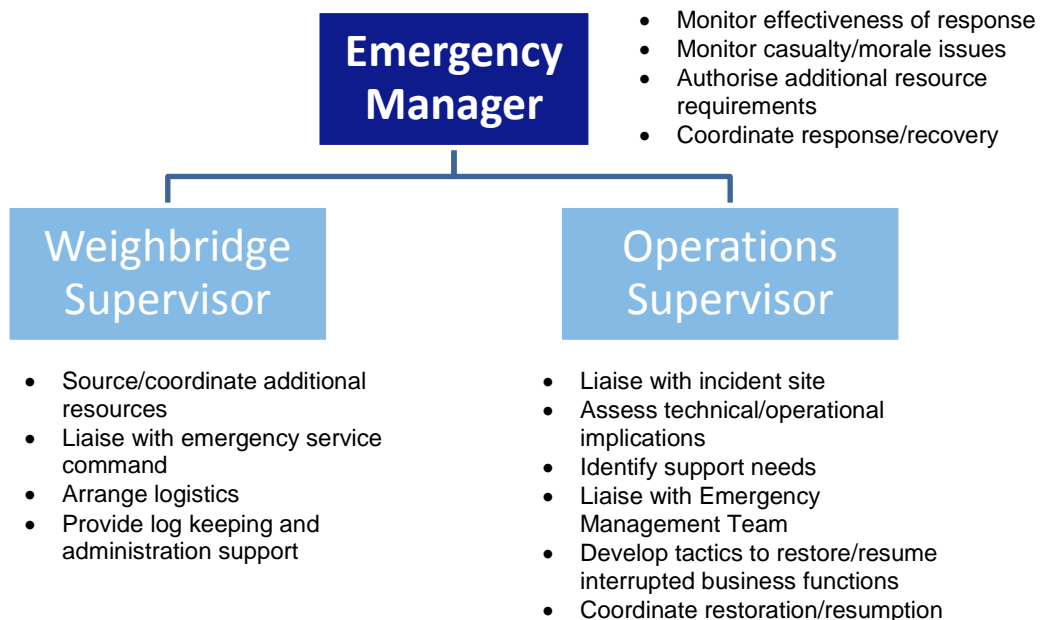 Emergency
Manager
• Monitor effectiveness of response
• Monitor casualty/morale issues
• Authorise additional resource
requirements
• Coordinate response/recovery
Weighbridge
Supervisor
• Source/coordinate additional
resources
• Liaise with emergency service
command
• Arrange logistics
• Provide log keeping and
administration support
Operations
Supervisor
• Liaise with incident site
• Assess technical/operational
implications
• Identify support needs
• Liaise with Emergency
Management Team
• Develop tactics to restore/resume
interrupted business functions
• Coordinate restoration/resumption